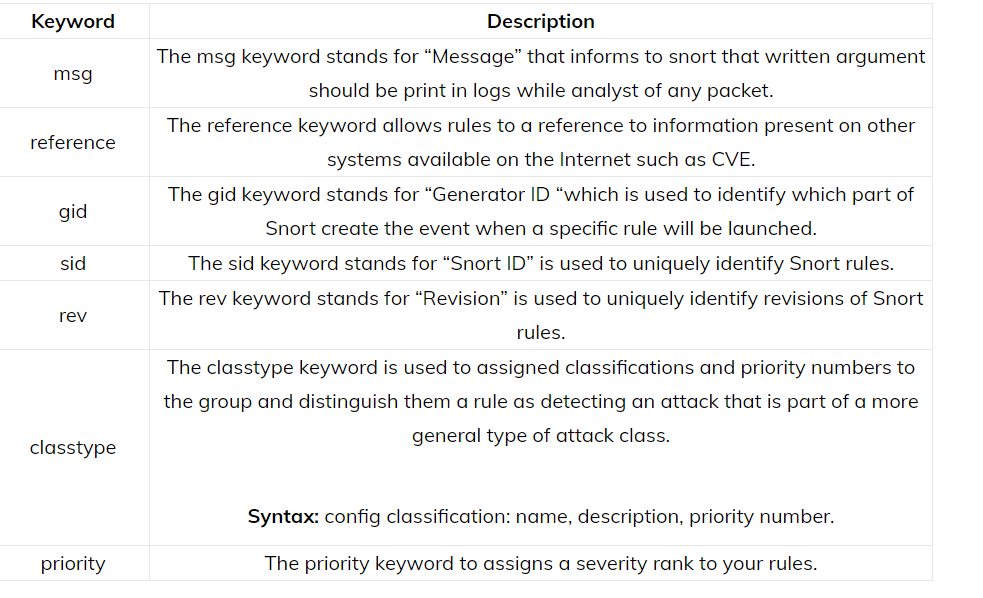 Keyword Description
msg
The msg keyword stands for “Message” that informs to snort that written argument
should be print in logs while analyst of any packet.
reference
The reference keyword allows rules to a reference to information present on other
systems available on the Internet such as CVE.
gid
The gid keyword stands for “Generator ID “which is used to identify which part of
Snort create the event when a specific rule will be launched.
sid
The sid keyword stands for “Snort ID” is used to uniquely identify Snort rules.
rev
The rev keyword stands for “Revision” is used to uniquely identify revisions of Snort
rules.
classtype
The classtype keyword is used to assigned classifications and priority numbers to
the group and distinguish them a rule as detecting an attack that is part of a more
general type of attack class.
Syntax: config classification: name, description, priority number.
priority
The priority keyword to assigns a severity rank to your rules.